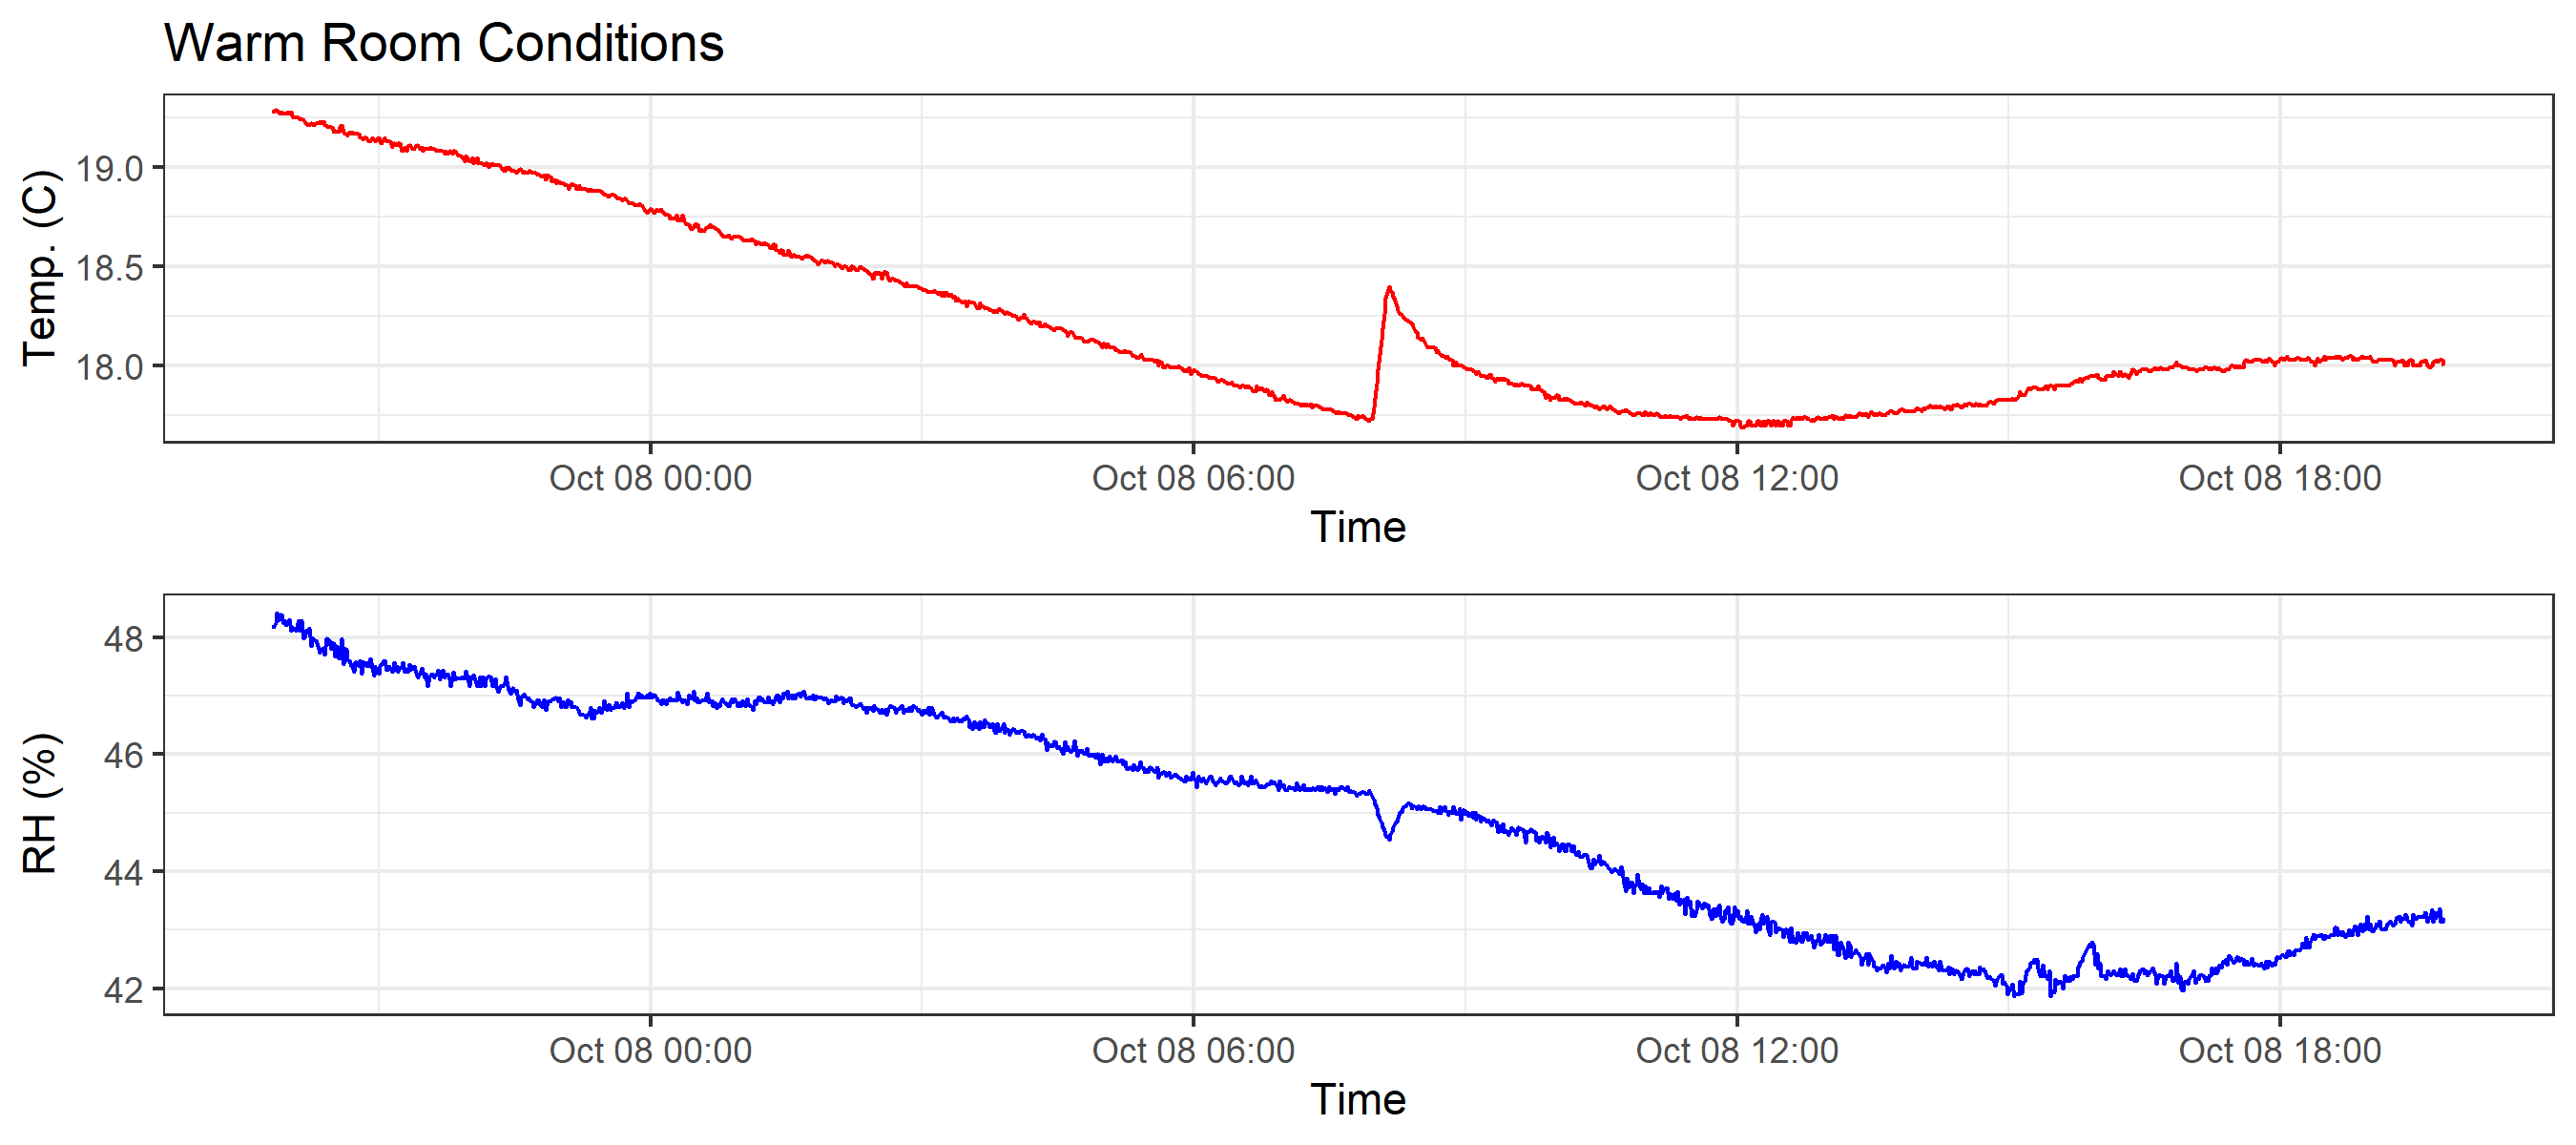 Warm Room Conditions
Temp. (C)
19.0
18.5
18.0
Oct 08 00:00 Oct 08 06:00 Oct 08 12:00 Oct 08 18:00
Time
RH (%)
48
46
44
42
Oct 08 00:00 Oct 08 06:00 Oct 08 12:00 Oct 08 18:00
Time